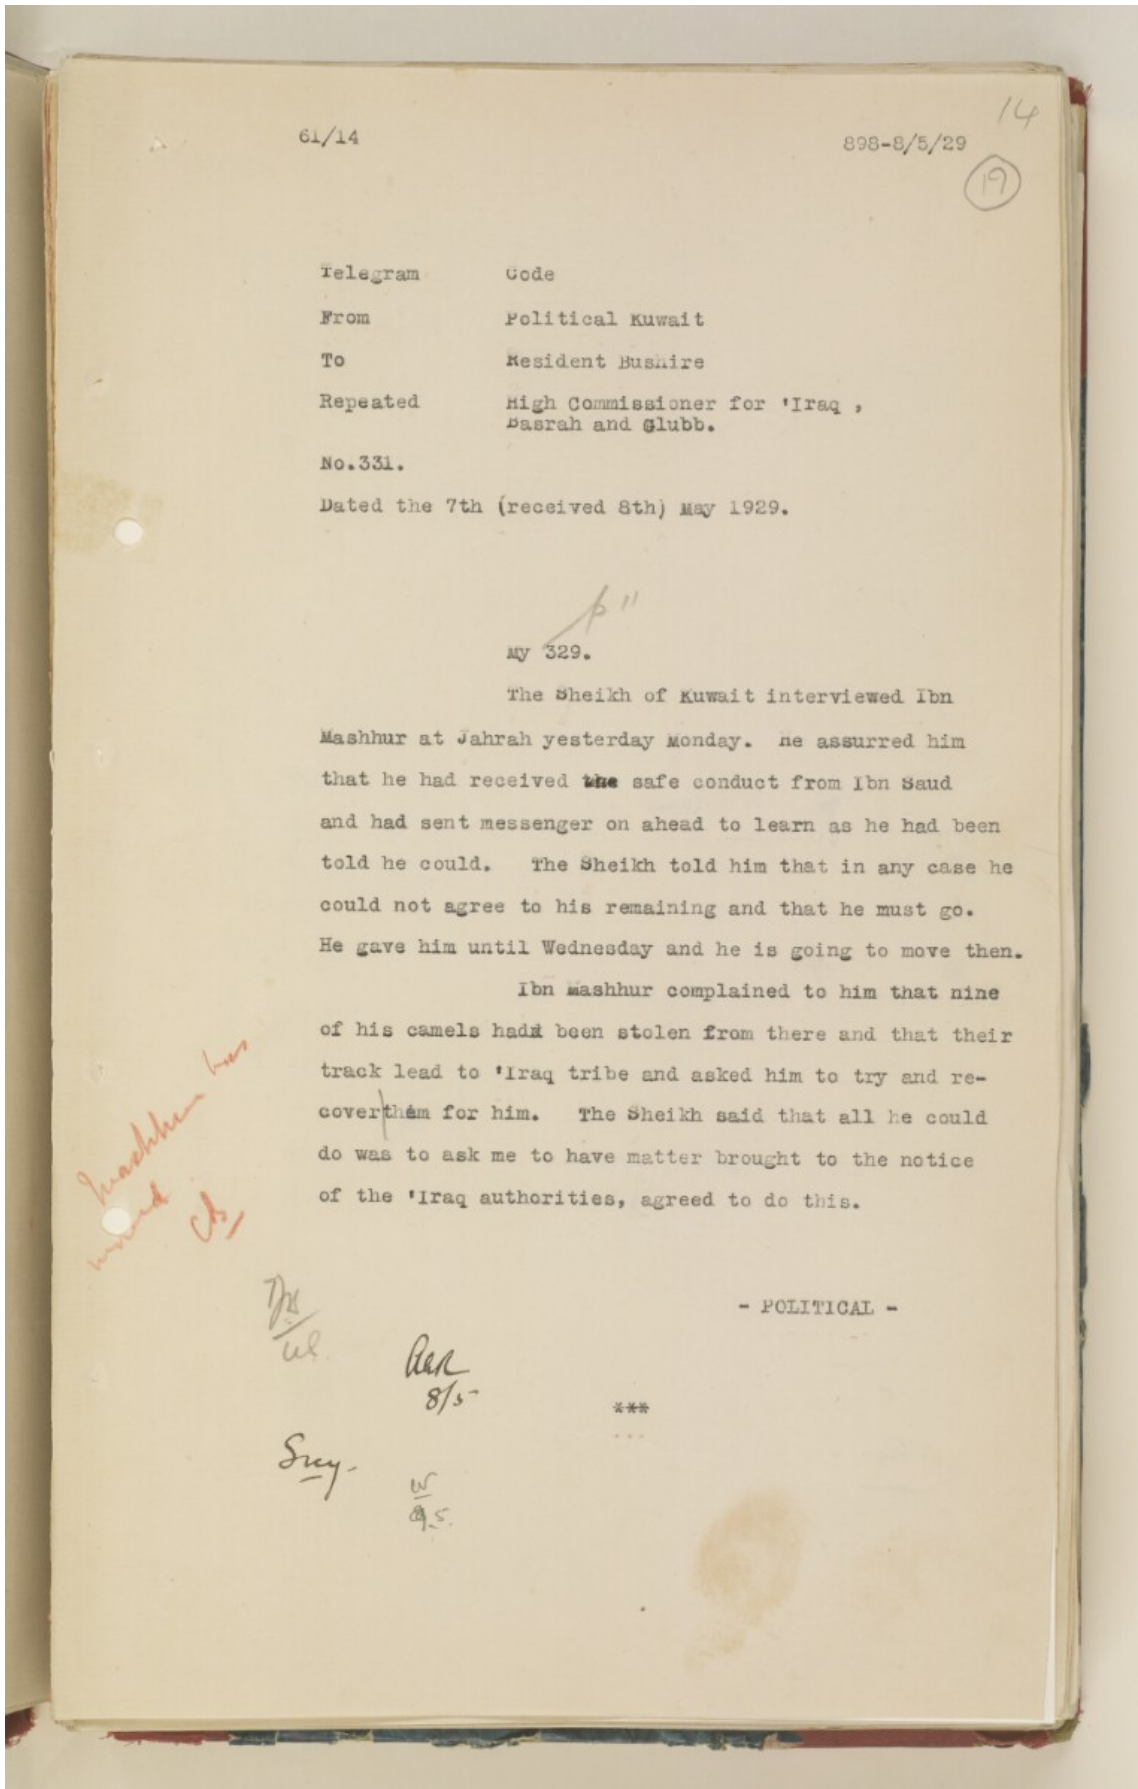 14
61/14 898-8/5/29
19
Telegram Code
From Political Kuwait
To Resident Bushire
Repeated High Commissioner for 'Iraq ,
Basrah and Glubb.
No.331.
Dated the 7th (received 8th) May 1929.
p 11
My 329.
The Sheikh of Kuwait interviewed Ibn
Mashhur at Jahrah yesterday Monday. He assurred him
that he had received the safe conduct from Ibn Saud
and had sent messenger on ahead to learn as he had been
told he could. The Sheikh told him that in any case he
could not agree to his remaining and that he must go.
He gave him until Wednesday and he is going to move then.
Ibn Mashhur complained to him that nine
of his camels had been stolen from there and that their
track lead to 'Iraq tribe and asked him to try and re-
cover them for him. The Sheikh said that all he could
do was to ask me to have matter brought to the notice
of the 'Iraq authorities, agreed to do this.
Mashhur has
moved
- POLITICAL -
8/5
***
...